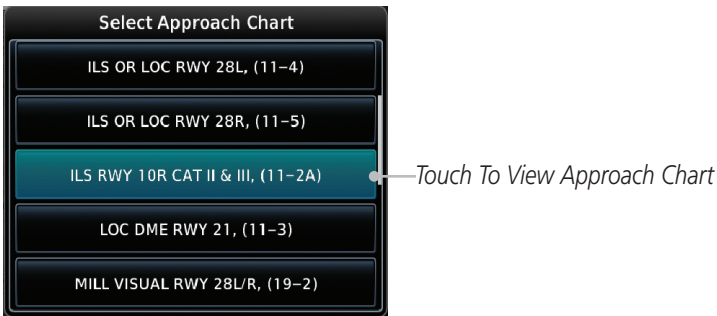 Select Approach Chart
ILS OR LOC RWY 28L, (11–4)
ILS OR LOC RWY 28R, (11–5)
ILS RWY 10R CAT II & III, (11–2A)
Touch To View Approach Chart
LOC DME RWY 21, (11–3)
MILL VISUAL RWY 28L/R, (19–2)